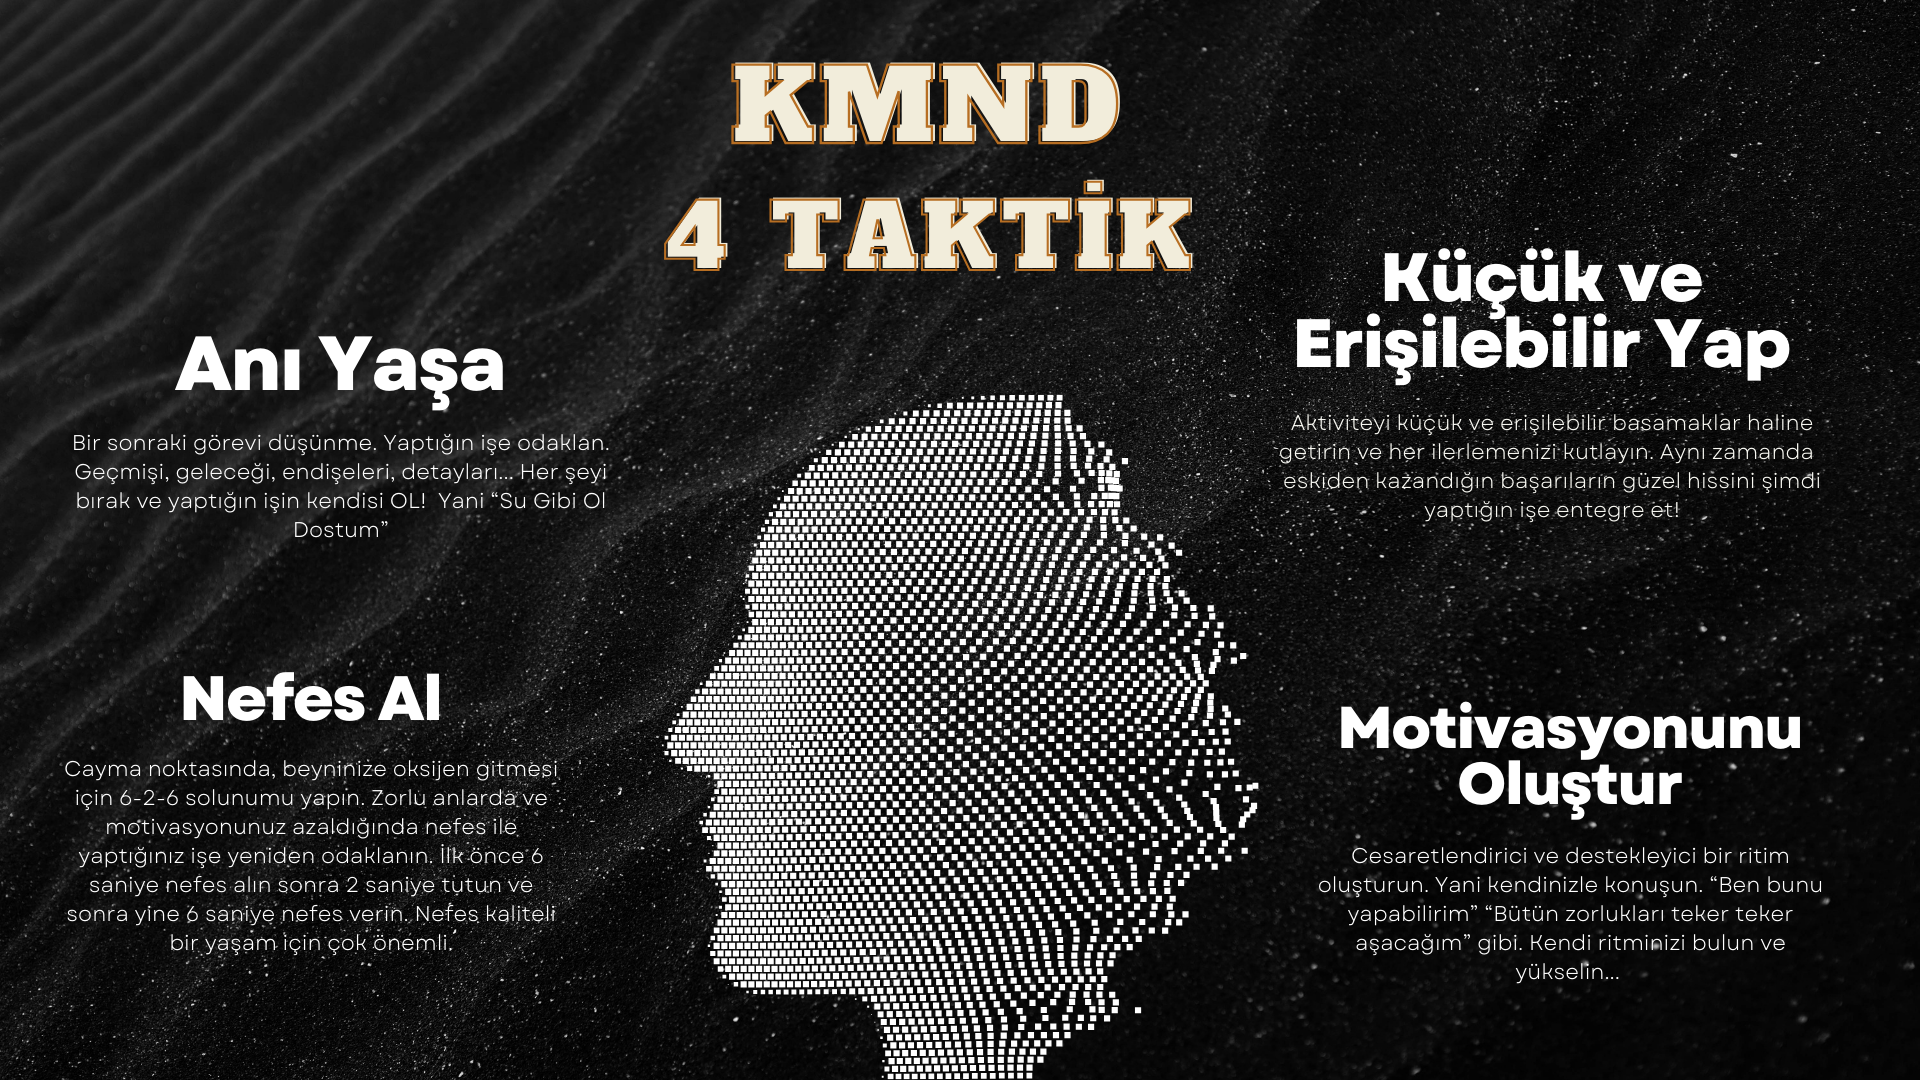 KMND
4 TAKTİK
Anı Yaşa
Bir sonraki görevi düşünme. Yaptığın işe odaklan.
Geçmişi, geleceği, endişeleri, detayları... Her şeyi
bırak ve yaptığın işin kendisi OL!  Yani “Su Gibi Ol
Dostum”
Nefes Al
Cayma noktasında, beyninize oksijen gitmesi
için 6-2-6 solunumu yapın. Zorlu anlarda ve
motivasyonunuz azaldığında nefes ile
yaptığınız işe yeniden odaklanın. İlk önce 6
saniye nefes alın sonra 2 saniye tutun ve
sonra yine 6 saniye nefes verin. Nefes kaliteli
bir yaşam için çok önemli.
Küçük ve
Erişilebilir Yap
Aktiviteyi küçük ve erişilebilir basamaklar haline
getirin ve her ilerlemenizi kutlayın. Aynı zamanda
eskiden kazandığın başarıların güzel hissini şimdi
yaptığın işe entegre et!
Motivasyonunu
Oluştur
Cesaretlendirici ve destekleyici bir ritim
oluşturun. Yani kendinizle konuşun. “Ben bunu
yapabilirim” “Bütün zorlukları teker teker
aşacağım” gibi. Kendi ritminizi bulun ve
yükselin...